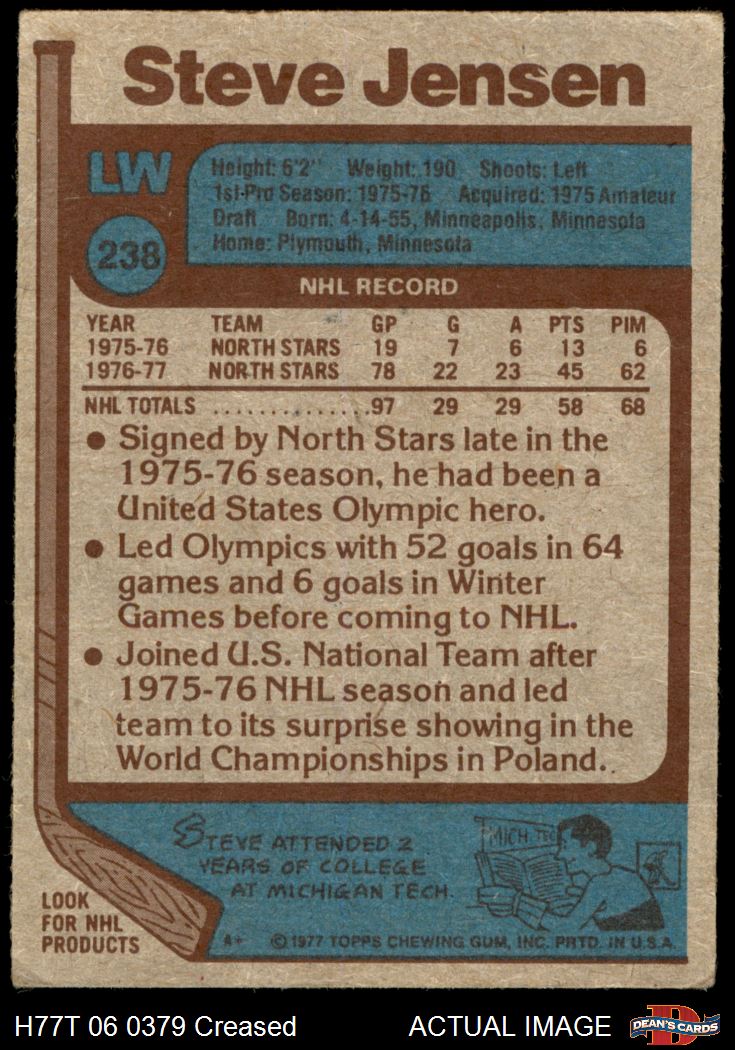 Steve Jensen
LW
Height: 6'2" Weight: 190 Shoots: Left
1st Pro Season: 1975-76 Acquired: 1975 Amateur
Draft Born: 4-14-55, Minneapolis, Minnesota
Home: Plymouth, Minnesota
238
NHL RECORD
YEAR TEAM GP G A PTS PIM
1975-76 NORTH STARS 19 7 6 13 6
1976-77 NORTH STARS 78 22 23 45 62
NHL TOTALS ..............97 29 29 58 68
● Signed by North Stars late in the
1975-76 season, he had been a
United States Olympic hero.
● Led Olympics with 52 goals in 64
games and 6 goals in Winter
Games before coming to NHL.
● Joined U.S. National Team after
1975-76 NHL season and led
team to its surprise showing in the
World Championships in Poland.
STEVE ATTENDED 2
YEARS OF COLLEGE
AT MICHIGAN TECH.
MICH TEC
LOOK
FOR NHL
PRODUCTS
A+ © 1977 TOPPS CHEWING GUM, INC. PRTD. IN U.S.A.
H77T 06 0379 Creased ACTUAL IMAGE
DEAN'S CARDS